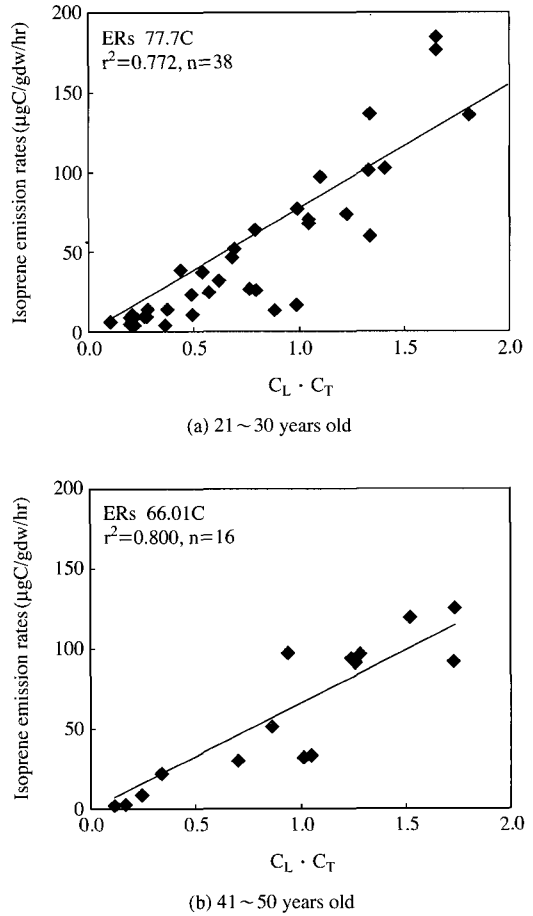 200
ERs 77.7C
r²=0.772, n=38
150
100
50
0
0.0 0.5 1.0 1.5 2.0
Isoprene emission rates (μgC/gdw/hr)
C_L · C_T
(a) 21~30 years old
200
ERs 66.01C
r²=0.800, n=16
150
100
50
0
0.0 0.5 1.0 1.5 2.0
Isoprene emission rates (μgC/gdw/hr)
C_L · C_T
(b) 41~50 years old